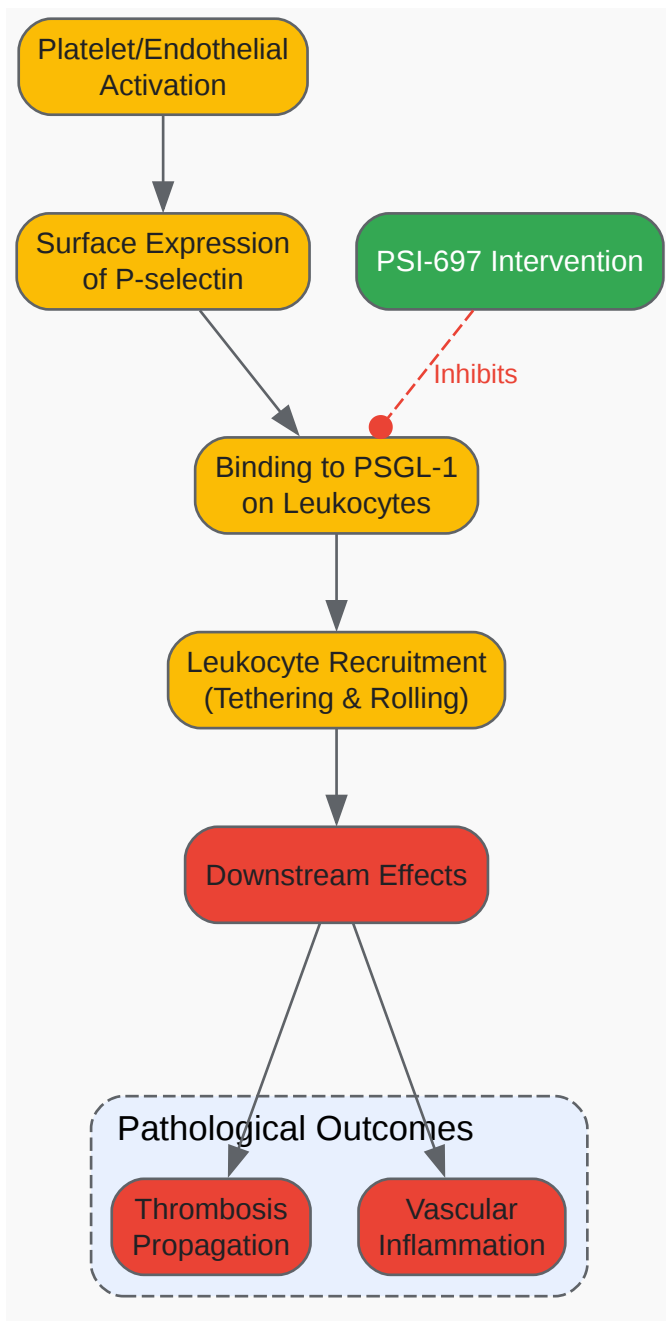 Platelet/Endothelial
Activation
Surface Expression
of P-selectin
PSI-697 Intervention
Inhibits
Binding to PSGL-1
on Leukocytes
Leukocyte Recruitment
(Tethering & Rolling)
Downstream Effects
Pathological Outcomes
Thrombosis
Propagation
Vascular
Inflammation